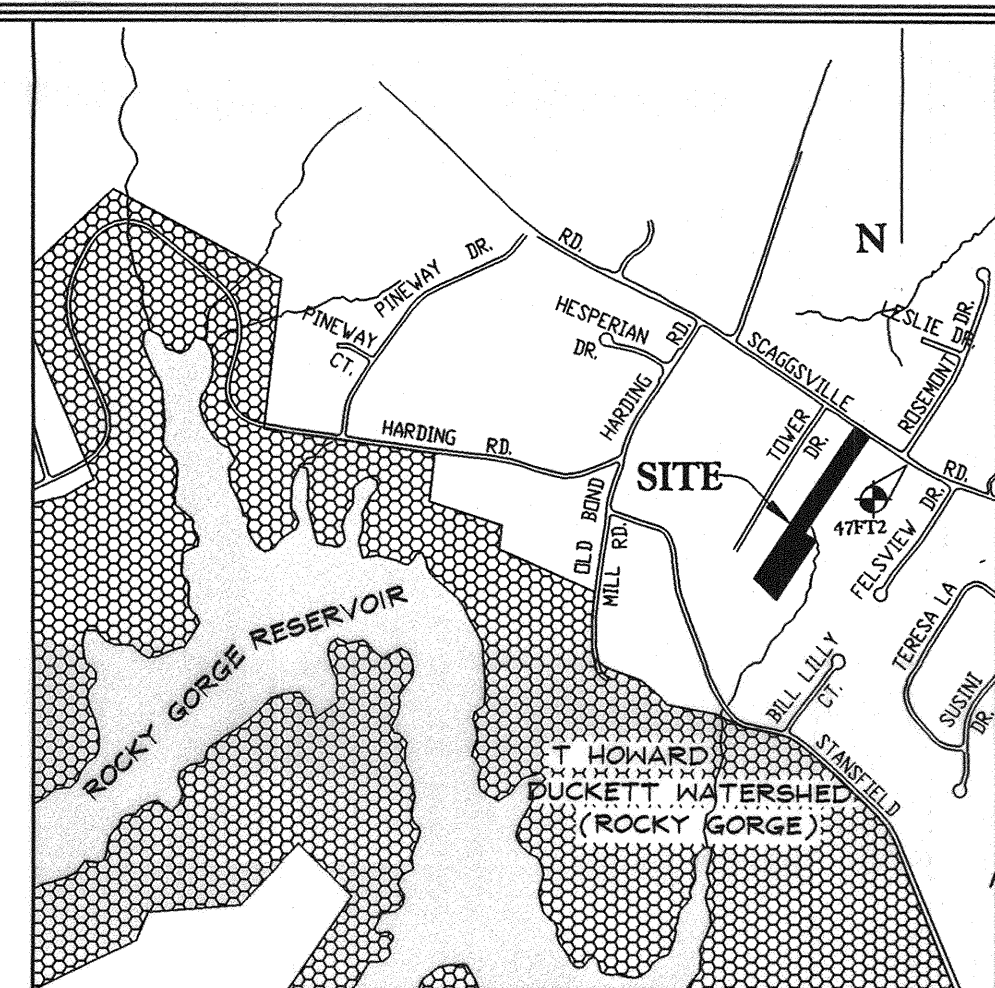 N
RD.
PINEWAY DR.
PINEWAY
CT.
HESPERIAN
DR.
HARDING
RD.
SCAGGSVILLE
RD.
LESLIE DR.
ROSEMONT DR.
TOWER
DR.
HARDING RD.
SITE
47FT2
OLD BOND
MILL RD.
FELSVIEW DR.
TERESA LA
SUSINI
DR.
BILL LILLY
CT.
STANSFIELD
ROCKY GORGE RESERVOIR
T HOWARD
DUCKETT WATERSHED
(ROCKY GORGE)